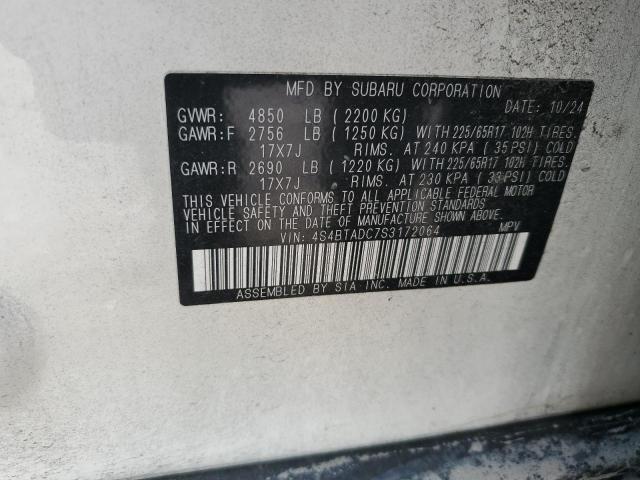 MFD BY SUBARU CORPORATION
DATE: 10/24
GVWR: 4850 LB (2200 KG)
GAWR:F 2756 LB (1250 KG) WITH 225/65R17 102H TIRES.
17X7J RIMS. AT 240 KPA (35 PSI) COLD
GAWR:R 2690 LB (1220 KG) WITH 225/65R17 102H TIRES.
17X7J RIMS. AT 230 KPA (33 PSI) COLD
THIS VEHICLE CONFORMS TO ALL APPLICABLE FEDERAL MOTOR
VEHICLE SAFETY AND THEFT PREVENTION STANDARDS
IN EFFECT ON THE DATE OF MANUFACTURE SHOWN ABOVE.
VIN: 4S4BTADC7S3172064 MPV
ASSEMBLED BY SIA INC. MADE IN U.S.A.